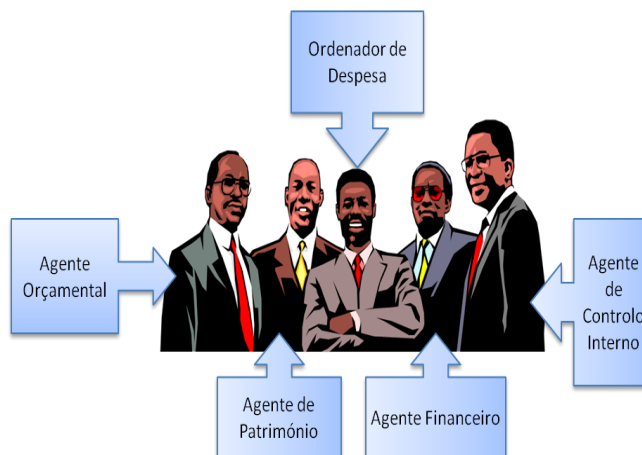 Ordenador de
Despesa
Agente
Orçamental
Agente
de
Controlo
Interno
Agente de
Património
Agente Financeiro